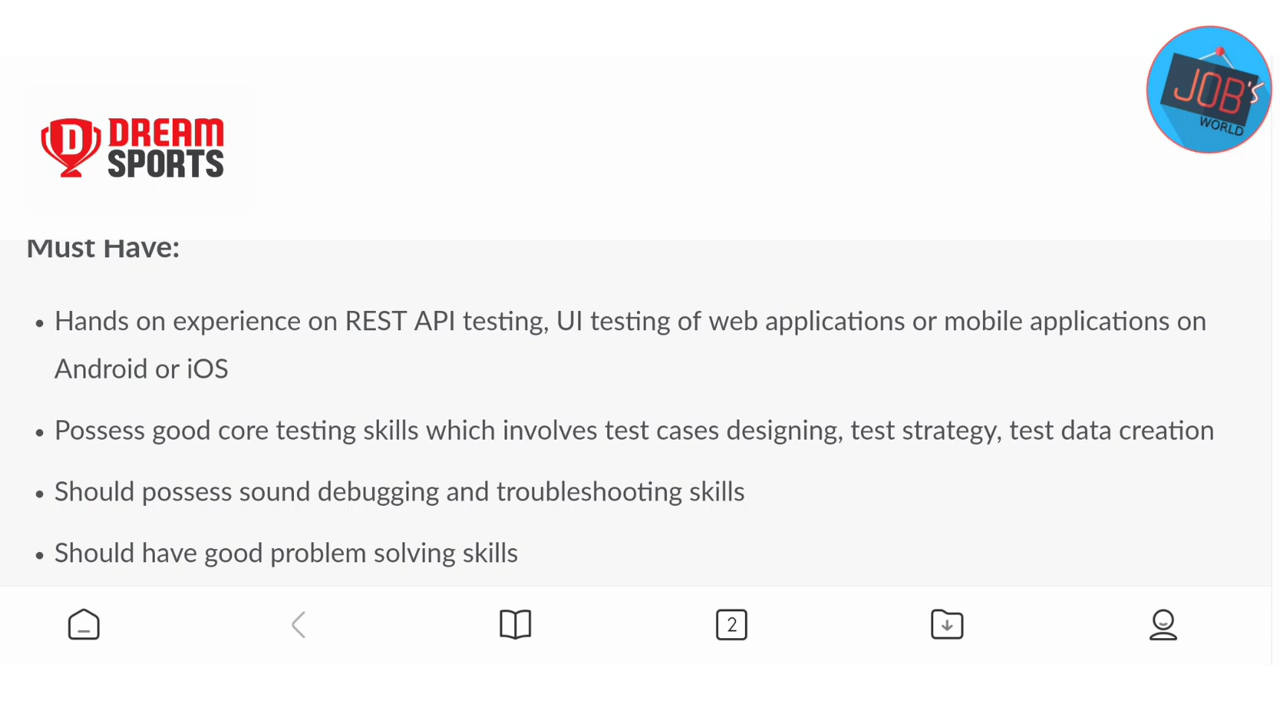 JOB's
WORLD
D DREAM
SPORTS
Must Have:
• Hands on experience on REST API testing, UI testing of web applications or mobile applications on
Android or iOS
• Possess good core testing skills which involves test cases designing, test strategy, test data creation
• Should possess sound debugging and troubleshooting skills
• Should have good problem solving skills
2